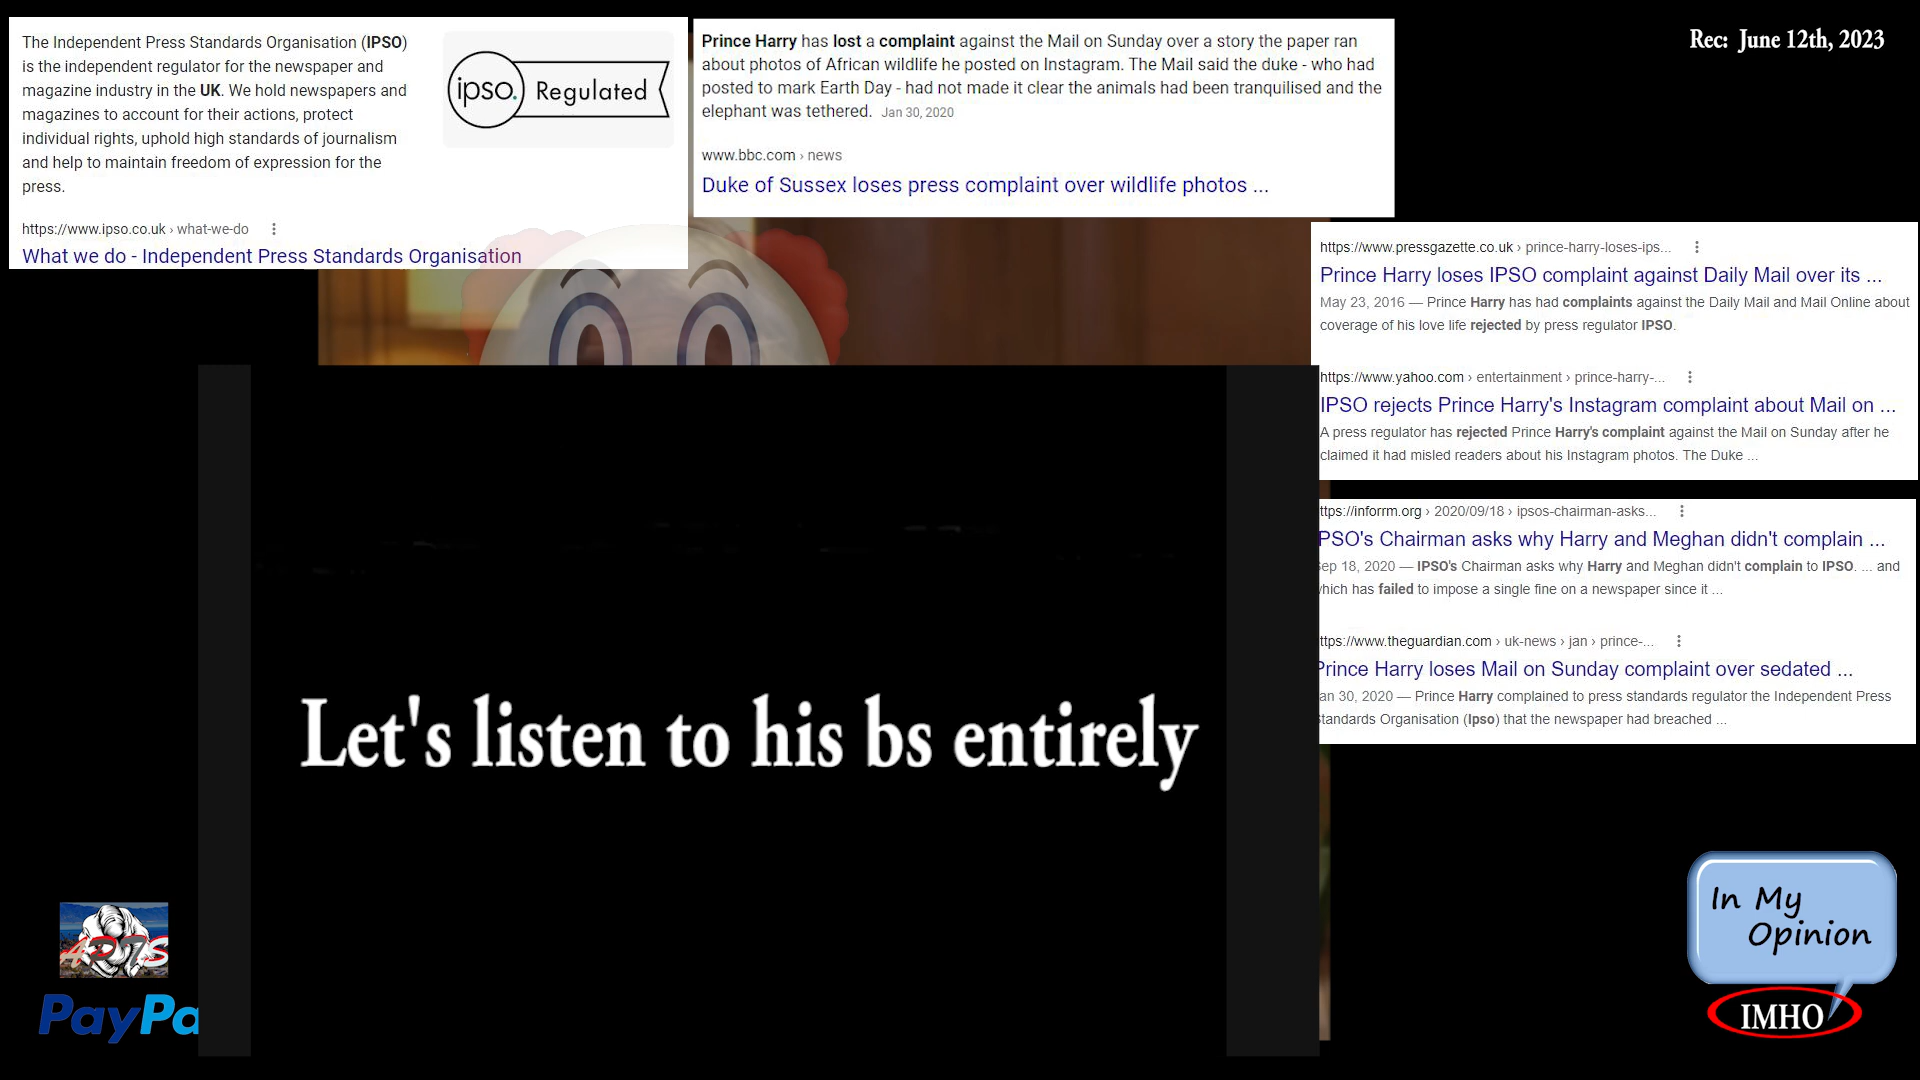 The Independent Press Standards Organisation (IPSO)
is the independent regulator for the newspaper and
magazine industry in the UK. We hold newspapers and
magazines to account for their actions, protect
individual rights, uphold high standards of journalism
and help to maintain freedom of expression for the
press.
ipso. Regulated
https://www.ipso.co.uk › what-we-do
What we do - Independent Press Standards Organisation
Prince Harry has lost a complaint against the Mail on Sunday over a story the paper ran
about photos of African wildlife he posted on Instagram. The Mail said the duke - who had
posted to mark Earth Day - had not made it clear the animals had been tranquilised and the
elephant was tethered. Jan 30, 2020
www.bbc.com › news
Duke of Sussex loses press complaint over wildlife photos ...
Rec: June 12th, 2023
https://www.pressgazette.co.uk › prince-harry-loses-ips...
Prince Harry loses IPSO complaint against Daily Mail over its ...
May 23, 2016 — Prince Harry has had complaints against the Daily Mail and Mail Online about
coverage of his love life rejected by press regulator IPSO.
https://www.yahoo.com › entertainment › prince-harry-...
IPSO rejects Prince Harry's Instagram complaint about Mail on ...
A press regulator has rejected Prince Harry's complaint against the Mail on Sunday after he
claimed it had misled readers about his Instagram photos. The Duke ...
ttps://inforrm.org › 2020/09/18 › ipsos-chairman-asks...
PSO's Chairman asks why Harry and Meghan didn't complain ...
ep 18, 2020 — IPSO's Chairman asks why Harry and Meghan didn't complain to IPSO. ... and
hich has failed to impose a single fine on a newspaper since it ...
ttps://www.theguardian.com › uk-news › jan › prince-...
Prince Harry loses Mail on Sunday complaint over sedated ...
an 30, 2020 — Prince Harry complained to press standards regulator the Independent Press
Standards Organisation (Ipso) that the newspaper had breached ...
Let's listen to his bs entirely
PayPa
In My
Opinion
IMHO